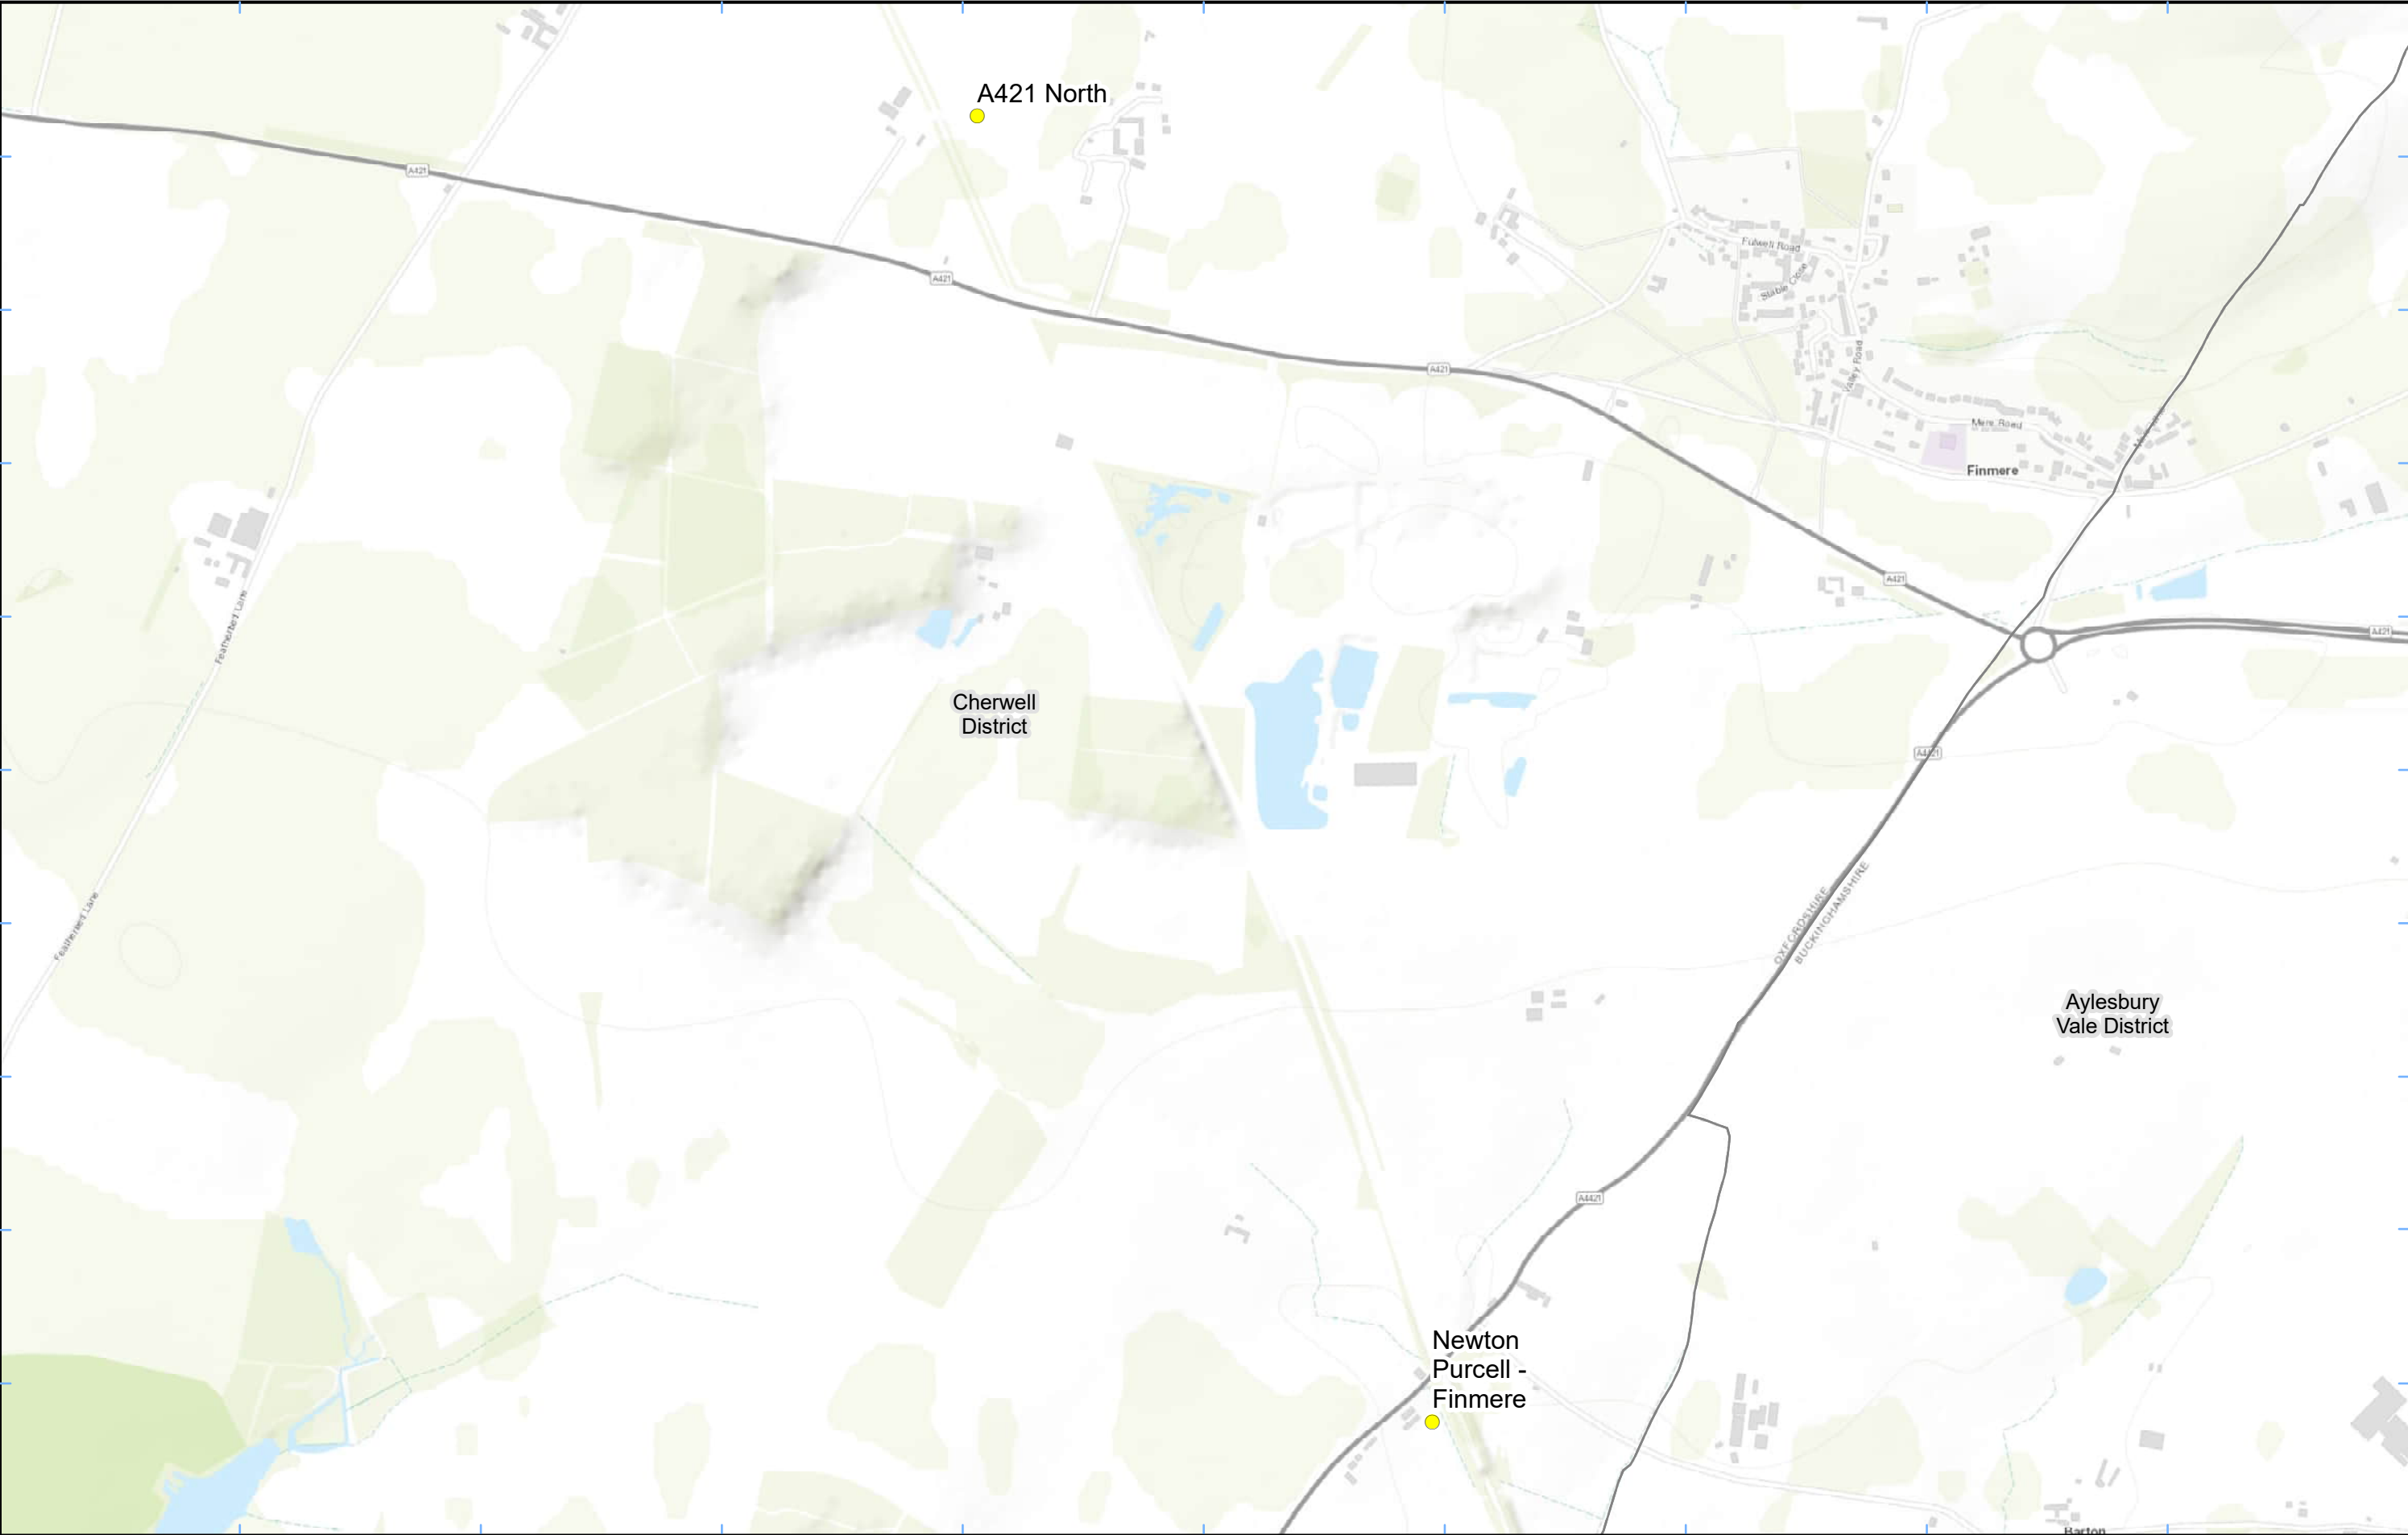 A421 North
A421
Fulwell Road
Stable Close
A421
A421
Valley Road
Mere Road
Finmere
A421
A421
Featherbed Lane
Cherwell
District
A4421
OXFORDSHIRE
BUCKINGHAMSHIRE
Featherbed Lane
Aylesbury
Vale District
A4421
Newton
Purcell -
Finmere
Barton